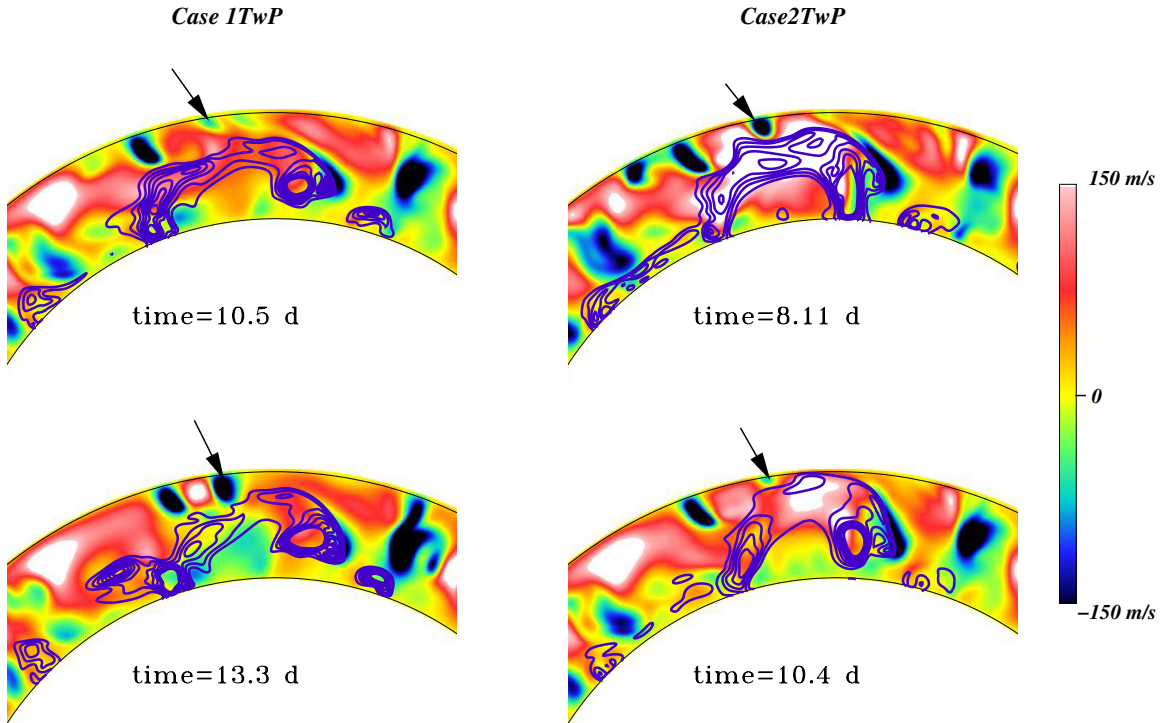 Case 1TwP
Case2TwP
time=10.5 d
time=8.11 d
150 m/s
0
−150 m/s
time=13.3 d
time=10.4 d